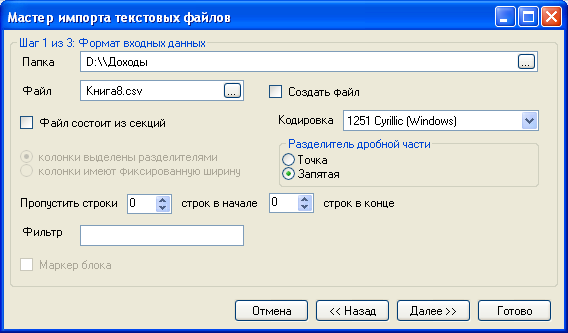 Мастер импорта текстовых файлов
Шаг 1 из 3: Формат входных данных
Папка D:\\Доходы ...
Файл Книга8.csv ... Создать файл
Файл состоит из секций Кодировка 1251 Cyrillic (Windows)
Разделитель дробной части
колонки выделены разделителями Точка
колонки имеют фиксированную ширину Запятая
Пропустить строки 0 строк в начале 0 строк в конце
Фильтр
Маркер блока
Отмена << Назад Далее >> Готово